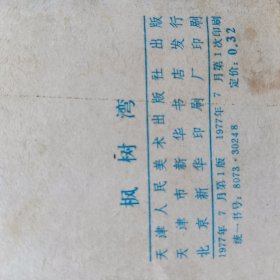 枫树湾
天津人民美术出版社出版
天津市新华书店发行
北京新华印刷厂印刷
1977年7月第1版 1977年7月第1次印刷
统一书号：8073·30248 定价：0.32